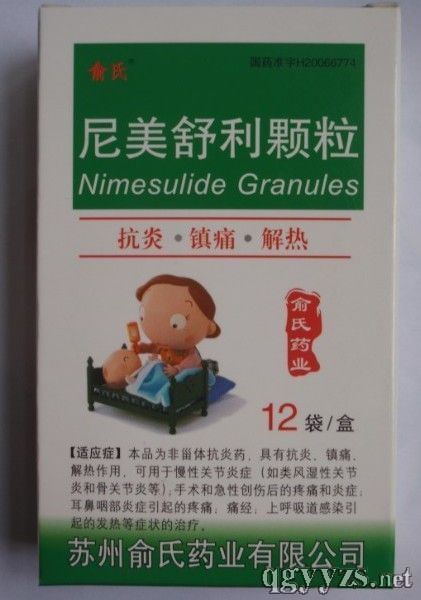 俞氏®
国药准字H20066774
尼美舒利颗粒
Nimesulide Granules
抗炎·镇痛·解热
俞氏药业
12袋/盒
【适应症】本品为非甾体抗炎药，具有抗炎、镇痛、
解热作用，可用于慢性关节炎症（如类风湿性关节
炎和骨关节炎等）；手术和急性创伤后的疼痛和炎症；
耳鼻咽部炎症引起的疼痛；痛经；上呼吸道感染引
起的发热等症状的治疗。
苏州俞氏药业有限公司
qgyyzs.net